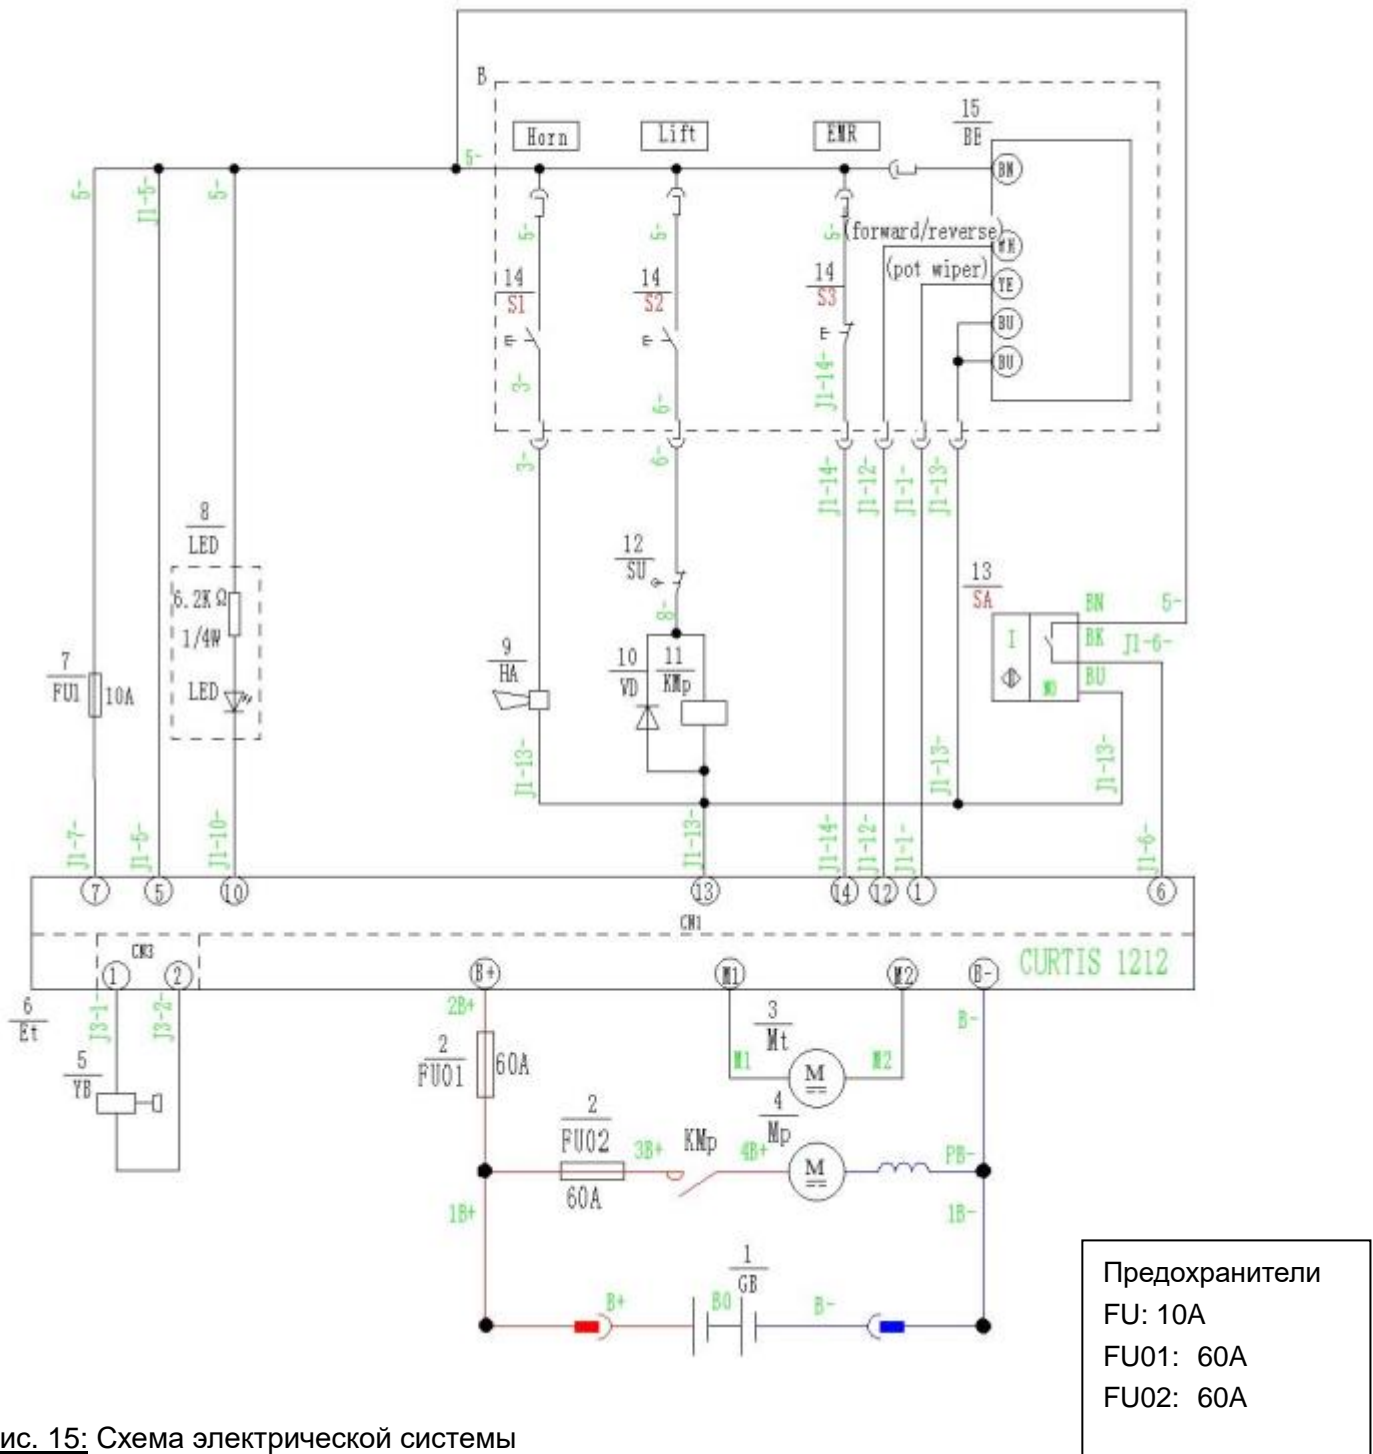 B
Horn
Lift
EMR
15
BE
5-
BN
5-
J1-5-
5-
5-
5-
5-
(forward/reverse)
WH
(pot wiper)
YE
14
S1
14
S2
14
S3
BU
BU
3-
6-
J1-14-
3-
6-
J1-14-
J1-12-
J1-1-
J1-13-
8
LED
6.2KΩ
1/4W
LED
12
SU
8-
13
SA
BN
5-
I
BK
J1-6-
NO
BU
7
FU1
10A
9
HA
10
VD
11
KMp
J1-13-
J1-13-
J1-13-
J1-7-
J1-5-
J1-10-
J1-13-
J1-14-
J1-12-
J1-1-
J1-6-
7
5
10
13
14
12
1
6
CN1
CN3
1
2
B+
M1
M2
B-
CURTIS 1212
6
Et
J3-1-
J3-2-
2B+
B-
5
YB
2
FU01
60A
3
Mt
M1
M
M2
2
FU02
60A
3B+
KMp
4B+
4
Mp
M
PB-
1B+
1B-
1
GB
B+
B0
B-
Предохранители
FU: 10A
FU01: 60A
FU02: 60A
ис. 15: Схема электрической системы